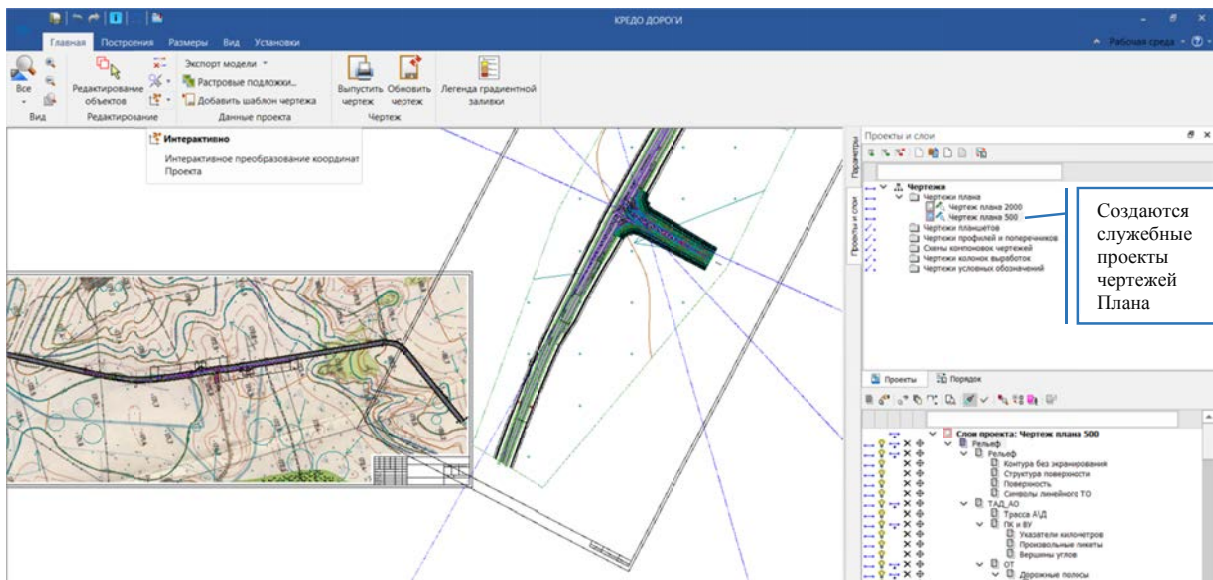 КРЕДО ДОРОГИ
Главная Построения Размеры Вид Установки
Рабочая среда
Все
Вид
Редактирование объектов
Редактирование
Экспорт модели
Растровые подложки...
Добавить шаблон чертежа
Данные проекта
Выпустить чертеж
Обновить чертеж
Чертеж
Легенда градиентной заливки
Интерактивно
Интерактивное преобразование координат
Проекта
Параметры
Проекты и слои
Проекты и слои
Чертежи
Чертежи плана
Чертеж плана 2000
Чертеж плана 500
Чертежи планшетов
Чертежи профилей и поперечников
Схемы компоновок чертежей
Чертежи колонок выработок
Чертежи условных обозначений
Создаются
служебные
проекты
чертежей
Плана
Проекты Порядок
Слои проекта: Чертеж плана 500
Рельеф
Рельеф
Контура без экранирования
Структура поверхности
Поверхность
Символы линейного ТО
ТАД_АО
Трасса А\Д
ПК и ВУ
Указатели километров
Произвольные пикеты
Вершины углов
ОТ
Дорожные полосы